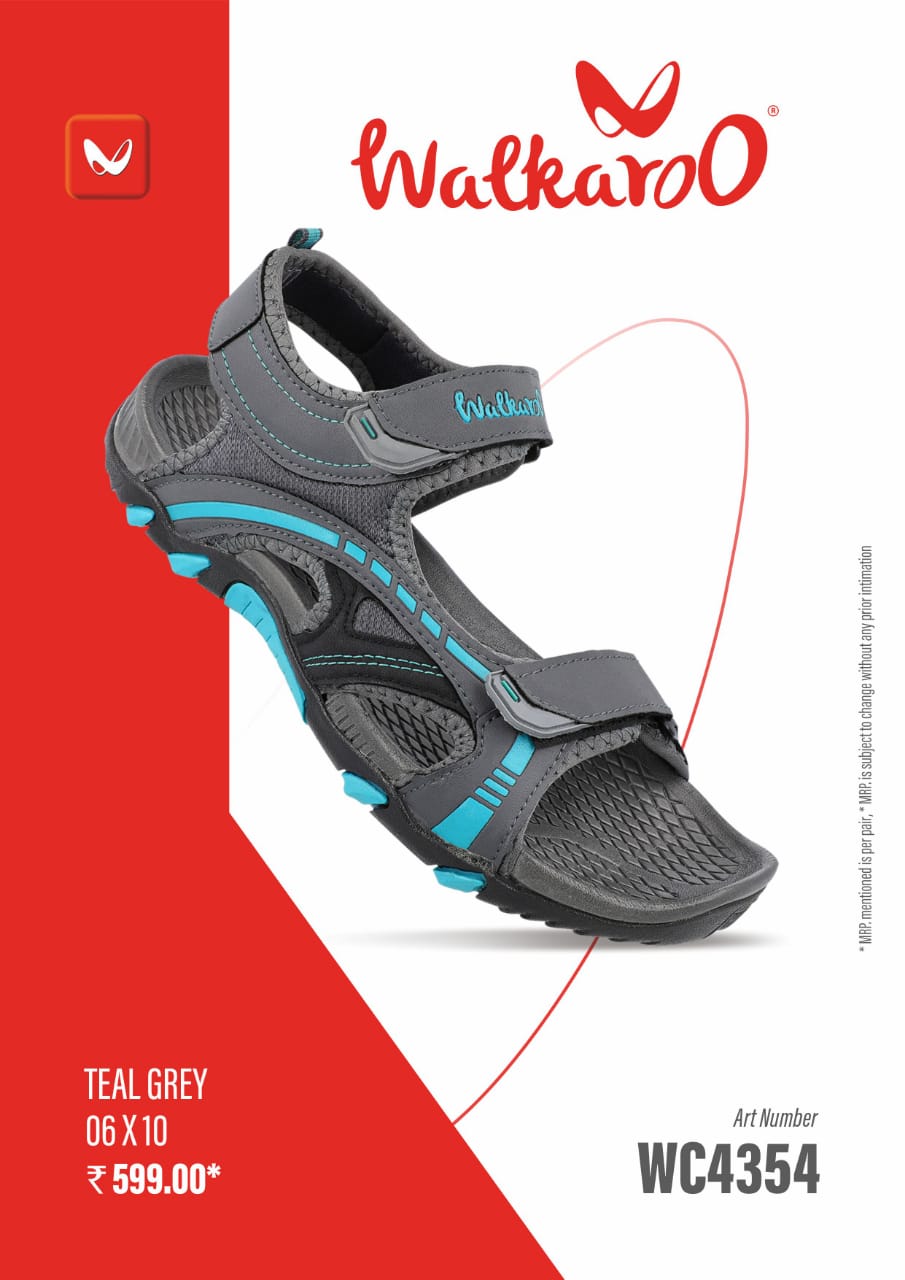 Walkaroo®
Walkaroo
* MRP. mentioned is per pair, * MRP. is subject to change without any prior intimation
TEAL GREY
06 X 10
₹ 599.00*
Art Number
WC4354